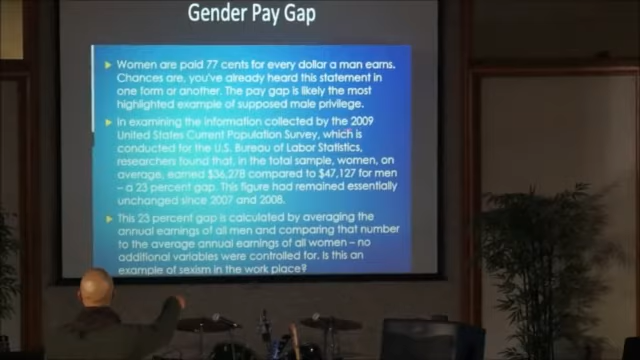 Gender Pay Gap
Women are paid 77 cents for every dollar a man earns.
Chances are, you've already heard this statement in
one form or another. The pay gap is likely the most
highlighted example of supposed male privilege.
In examining the information collected by the 2009
United States Current Population Survey, which is
conducted for the U.S. Bureau of Labor Statistics,
researchers found that, in the total sample, women, on
average, earned $36,278 compared to $47,127 for men
– a 23 percent gap. This figure had remained essentially
unchanged since 2007 and 2008.
This 23 percent gap is calculated by averaging the
annual earnings of all men and comparing that number
to the average annual earnings of all women – no
additional variables were controlled for. Is this an
example of sexism in the work place?